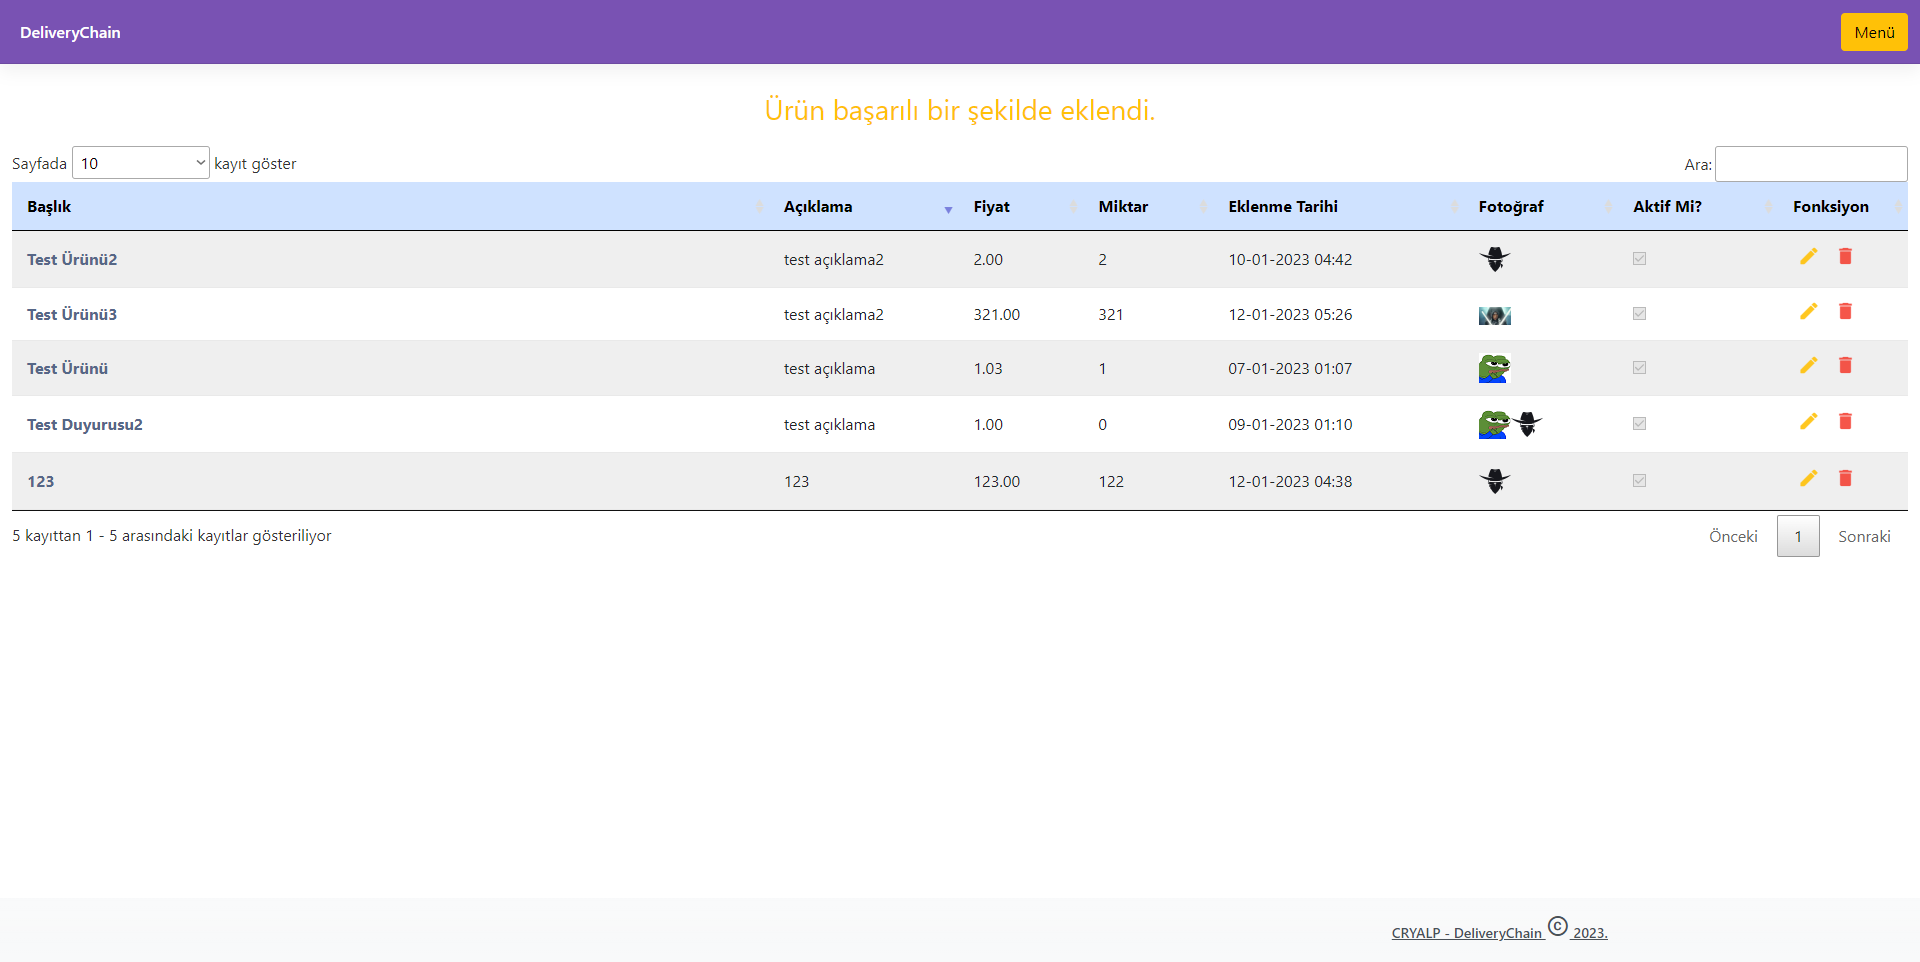 DeliveryChain Menü
Ürün başarılı bir şekilde eklendi.
Sayfada 10 kayıt göster Ara:
Başlık Açıklama Fiyat Miktar Eklenme Tarihi Fotoğraf Aktif Mi? Fonksiyon
Test Ürünü2 test açıklama2 2.00 2 10-01-2023 04:42
Test Ürünü3 test açıklama2 321.00 321 12-01-2023 05:26
Test Ürünü test açıklama 1.03 1 07-01-2023 01:07
Test Duyurusu2 test açıklama 1.00 0 09-01-2023 01:10
123 123 123.00 122 12-01-2023 04:38
5 kayıttan 1 - 5 arasındaki kayıtlar gösteriliyor Önceki 1 Sonraki
CRYALP - DeliveryChain © 2023.